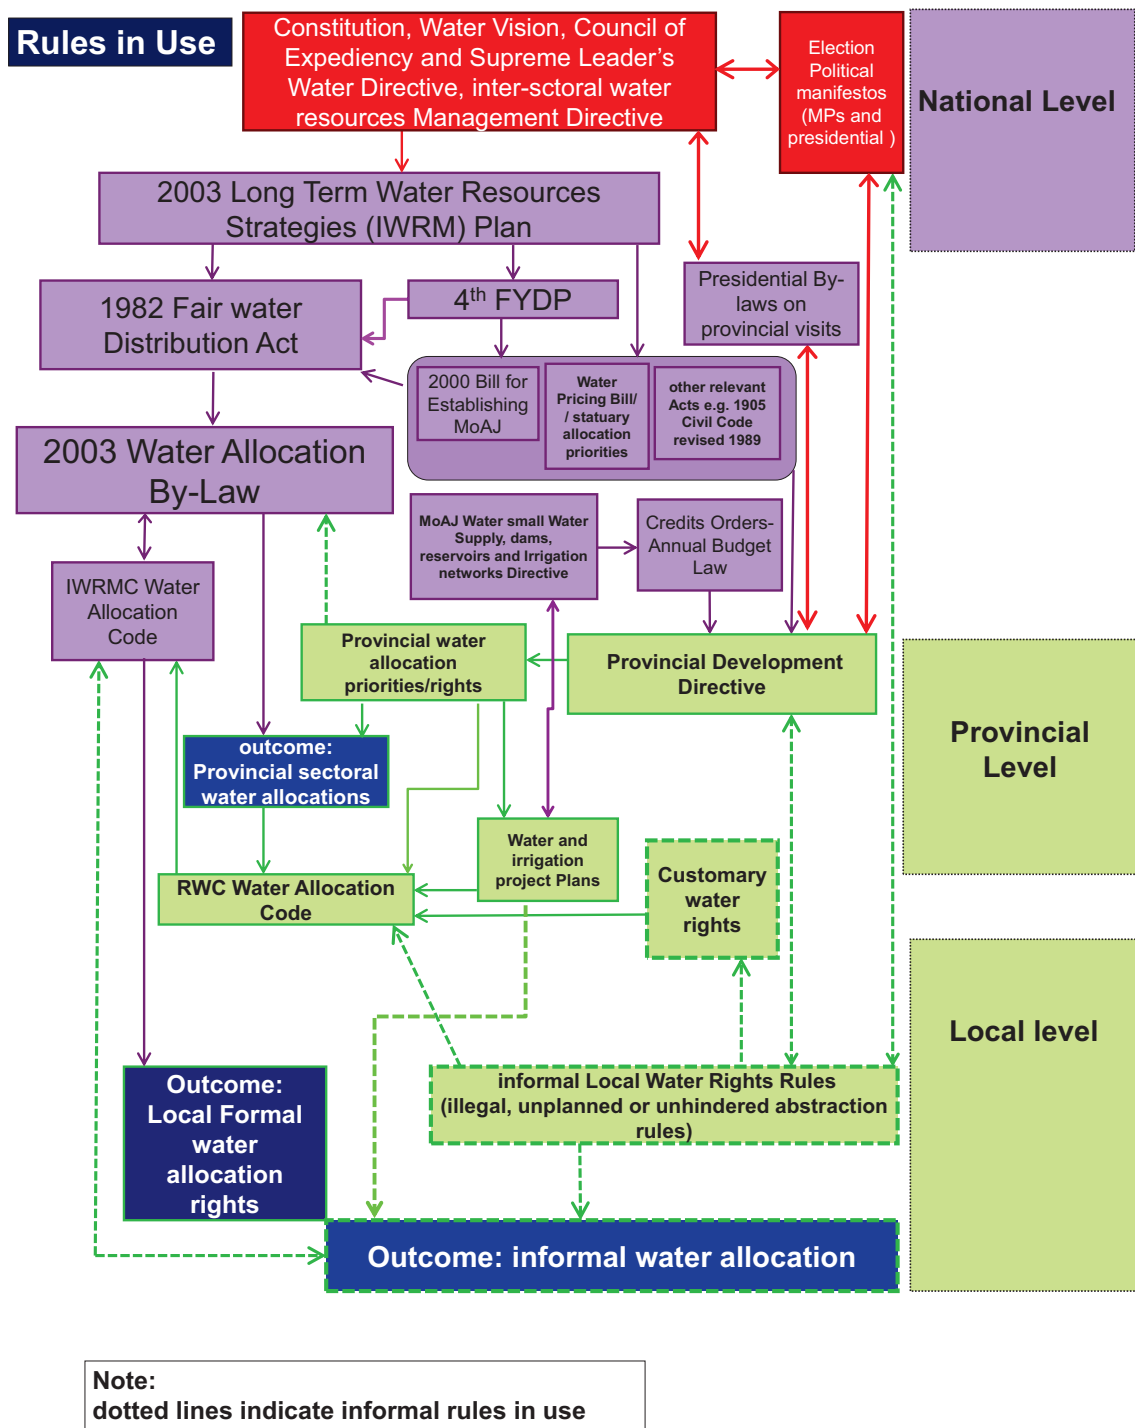 Rules in Use
Constitution, Water Vision, Council of
Expediency and Supreme Leader's
Water Directive, inter-sctoral water
resources Management Directive
Election
Political
manifestos
(MPs and
presidential )
National Level
2003 Long Term Water Resources
Strategies (IWRM) Plan
1982 Fair water
Distribution Act
4th FYDP
Presidential By-
laws on
provincial visits
2000 Bill for
Establishing
MoAJ
Water
Pricing Bill/
/ statuary
allocation
priorities
other relevant
Acts e.g. 1905
Civil Code
revised 1989
2003 Water Allocation
By-Law
MoAJ Water small Water
Supply, dams,
reservoirs and Irrigation
networks Directive
Credits Orders-
Annual Budget
Law
IWRMC Water
Allocation
Code
Provincial water
allocation
priorities/rights
Provincial Development
Directive
Provincial
Level
outcome:
Provincial sectoral
water allocations
Water and
irrigation
project Plans
Customary
water
rights
RWC Water Allocation
Code
Local level
Outcome:
Local Formal
water
allocation
rights
informal Local Water Rights Rules
(illegal, unplanned or unhindered abstraction
rules)
Outcome: informal water allocation
Note:
dotted lines indicate informal rules in use